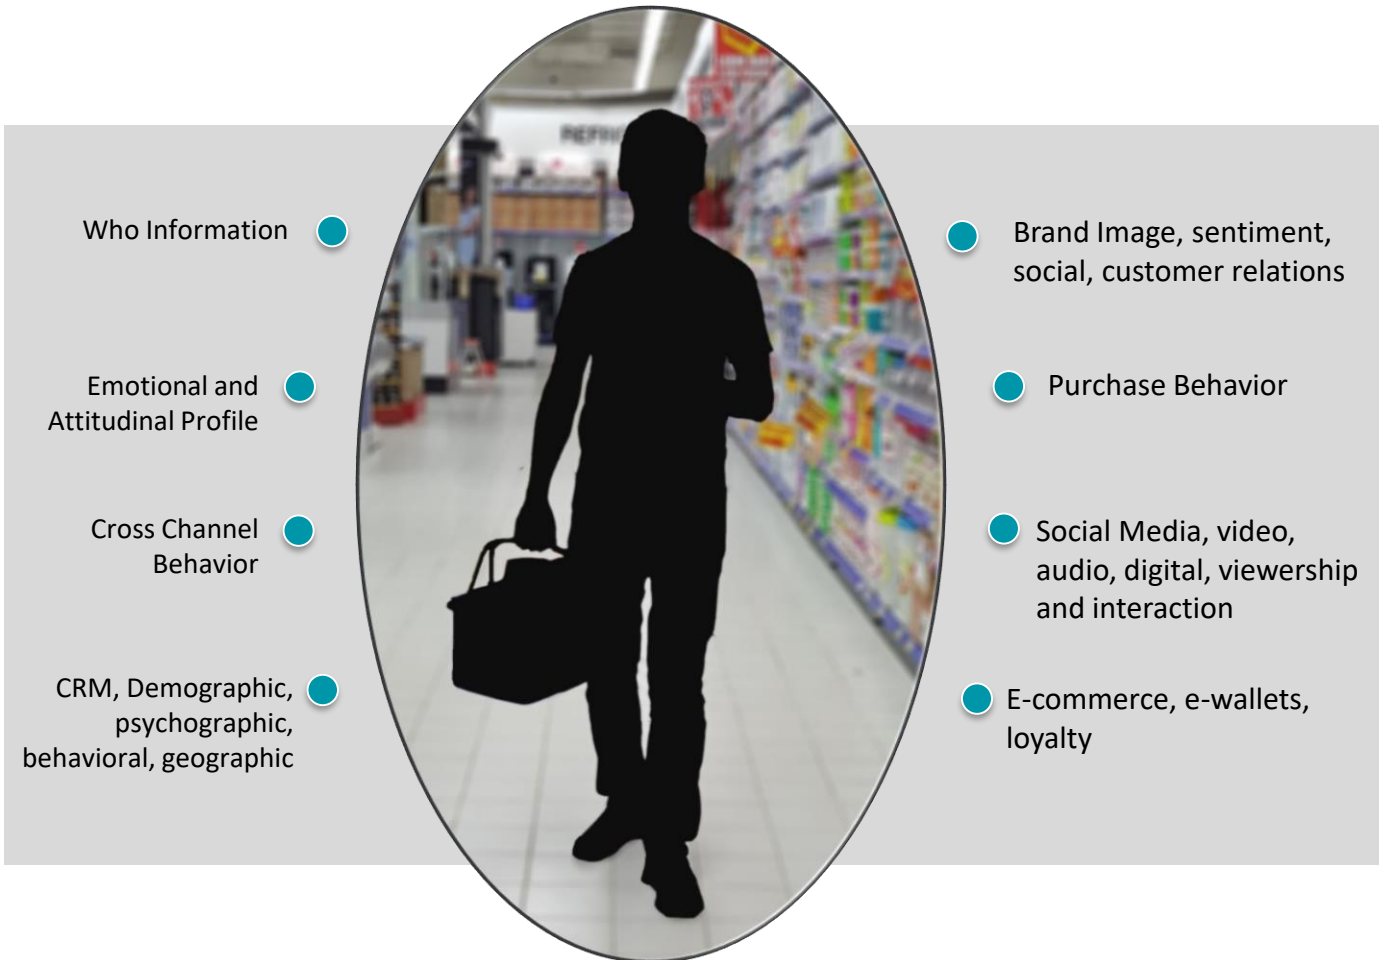 Who Information
Emotional and
Attitudinal Profile
Cross Channel
Behavior
CRM, Demographic,
psychographic,
behavioral, geographic
Brand Image, sentiment,
social, customer relations
Purchase Behavior
Social Media, video,
audio, digital, viewership
and interaction
E-commerce, e-wallets,
loyalty